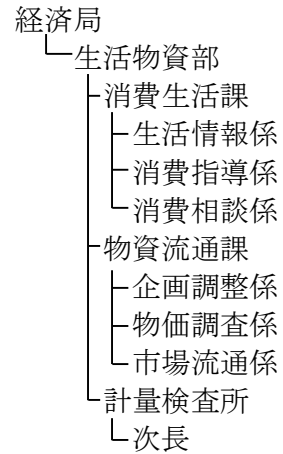 経済局
生活物資部
消費生活課
生活情報係
消費指導係
消費相談係
物資流通課
企画調整係
物価調査係
市場流通係
計量検査所
次長